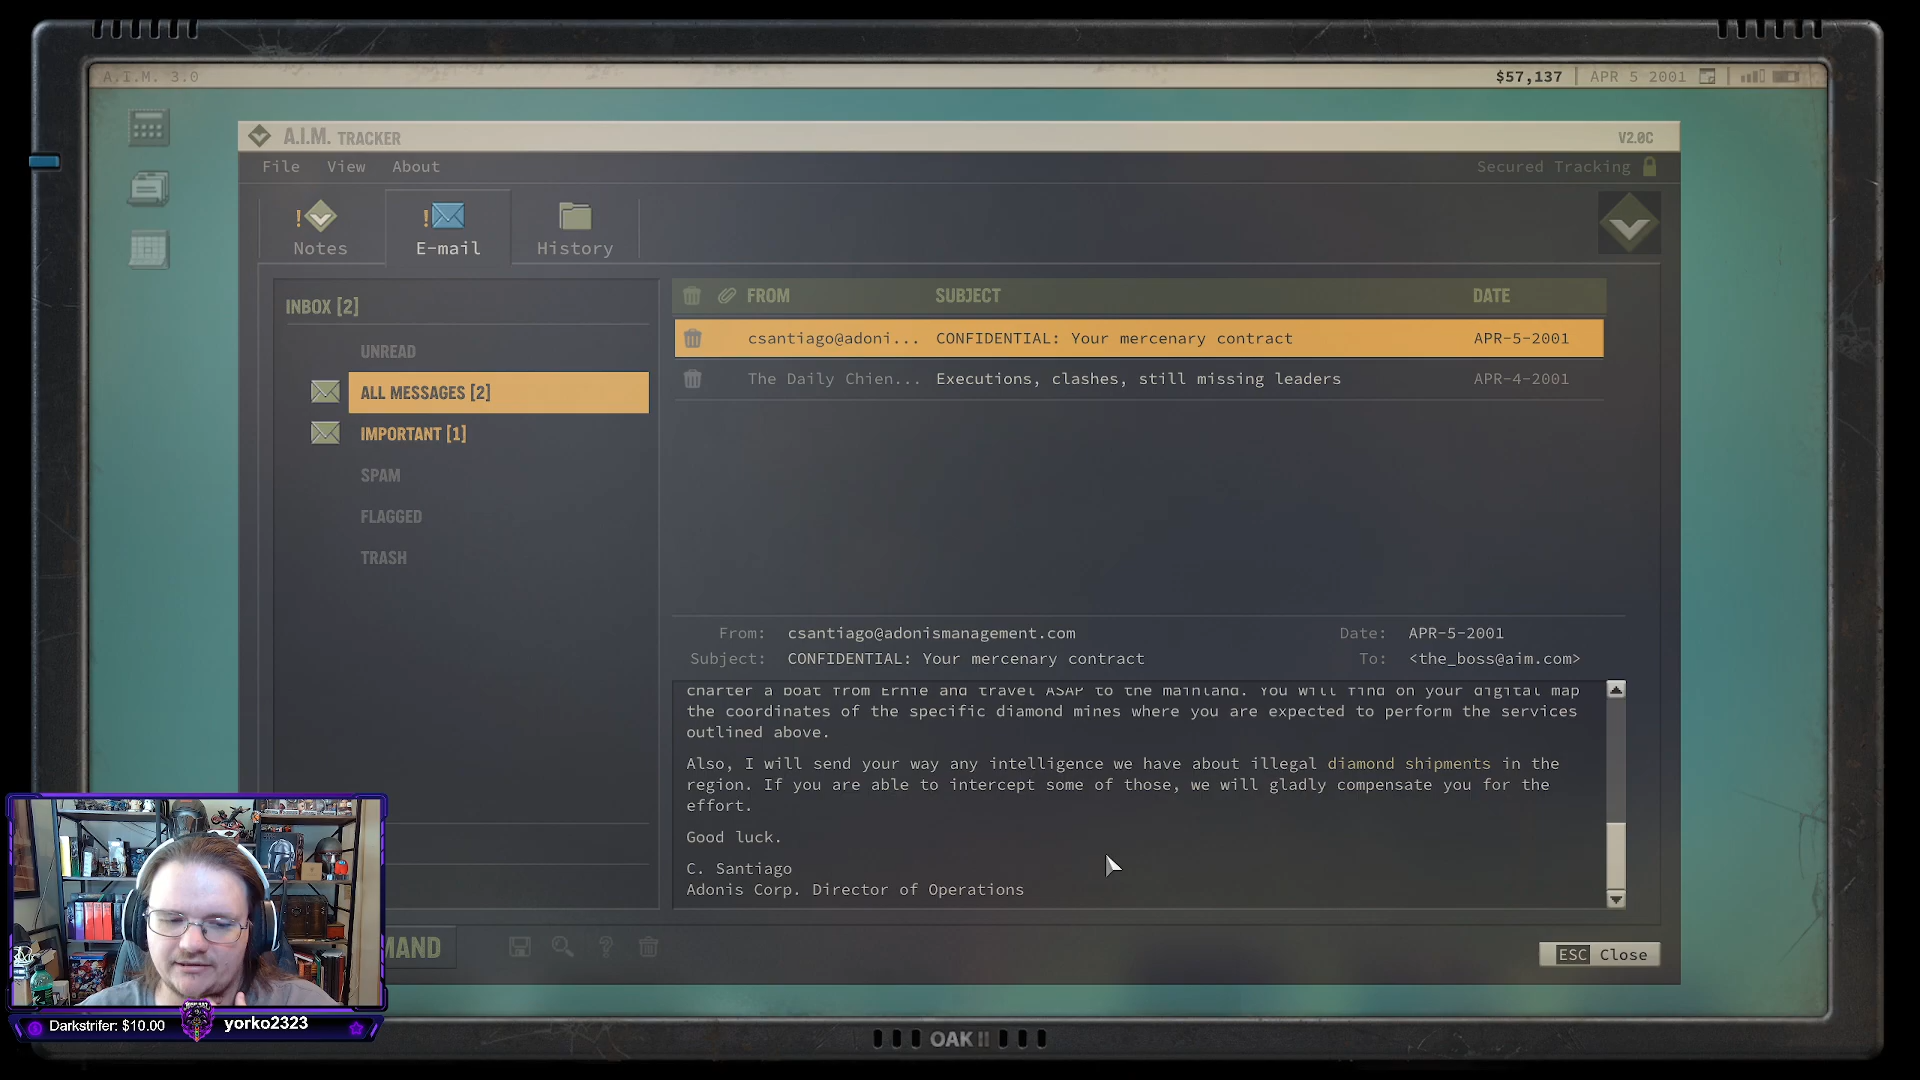 A.I.M. 3.0
$57,137
APR 5 2001
A.I.M. TRACKER
V2.0C
File View About
Secured Tracking
! Notes
! E-mail
History
INBOX [2]
UNREAD
ALL MESSAGES [2]
IMPORTANT [1]
SPAM
FLAGGED
TRASH
FROM SUBJECT DATE
csantiago@adoni... CONFIDENTIAL: Your mercenary contract APR-5-2001
The Daily Chien... Executions, clashes, still missing leaders APR-4-2001
From: csantiago@adonismanagement.com Date: APR-5-2001
Subject: CONFIDENTIAL: Your mercenary contract To: <the_boss@aim.com>
charter a boat from Ernie and travel ASAP to the mainland. You will find on your digital map
the coordinates of the specific diamond mines where you are expected to perform the services
outlined above.
Also, I will send your way any intelligence we have about illegal diamond shipments in the
region. If you are able to intercept some of those, we will gladly compensate you for the
effort.
Good luck.
C. Santiago
Adonis Corp. Director of Operations
MAND
?
ESC Close
Darkstrifer: $10.00
yorko2323
OAK II